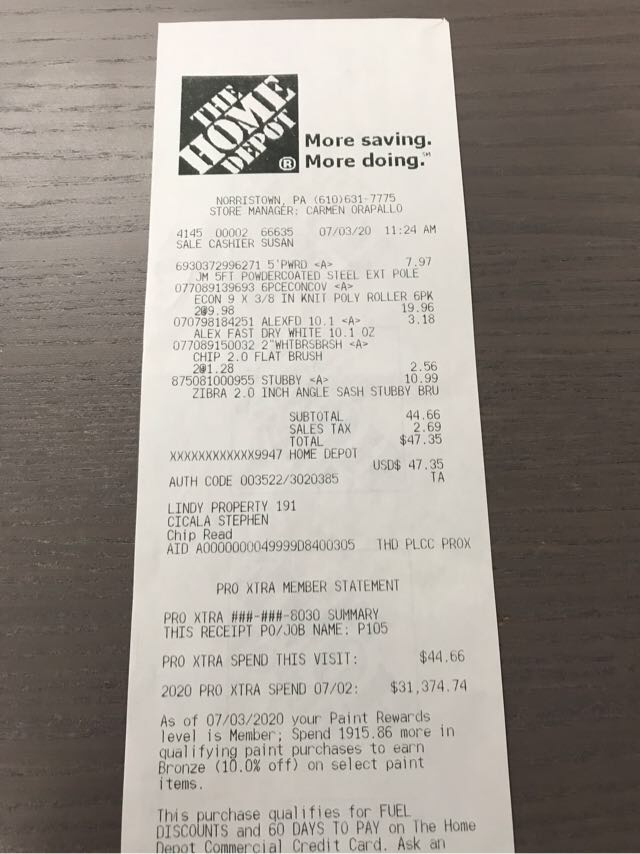 THE
HOME
DEPOT
®
More saving.
More doing.℠
NORRISTOWN, PA (610)631-7775
STORE MANAGER: CARMEN ORAPALLO
4145 00002 66635 07/03/20 11:24 AM
SALE CASHIER SUSAN
6930372996271 5'PWRD <A> 7.97
JM 5FT POWDERCOATED STEEL EXT POLE
077089139693 6PCECONCOV <A>
ECON 9 X 3/8 IN KNIT POLY ROLLER 6PK
2@9.98 19.96
070798184251 ALEXFD 10.1 <A> 3.18
ALEX FAST DRY WHITE 10.1 OZ
077089150032 2"WHTBRSBRSH <A>
CHIP 2.0 FLAT BRUSH
2@1.28 2.56
875081000955 STUBBY <A> 10.99
ZIBRA 2.0 INCH ANGLE SASH STUBBY BRU
SUBTOTAL 44.66
SALES TAX 2.69
TOTAL $47.35
XXXXXXXXXXXX9947 HOME DEPOT
USD$ 47.35
AUTH CODE 003522/3020385 TA
LINDY PROPERTY 191
CICALA STEPHEN
Chip Read
AID A0000000049999D8400305 THD PLCC PROX
PRO XTRA MEMBER STATEMENT
PRO XTRA ###-###-8030 SUMMARY
THIS RECEIPT PO/JOB NAME: P105
PRO XTRA SPEND THIS VISIT: $44.66
2020 PRO XTRA SPEND 07/02: $31,374.74
As of 07/03/2020 your Paint Rewards
level is Member; Spend 1915.86 more in
qualifying paint purchases to earn
Bronze (10.0% off) on select paint
items.
This purchase qualifies for FUEL
DISCOUNTS and 60 DAYS TO PAY on The Home
Depot Commercial Credit Card. Ask an